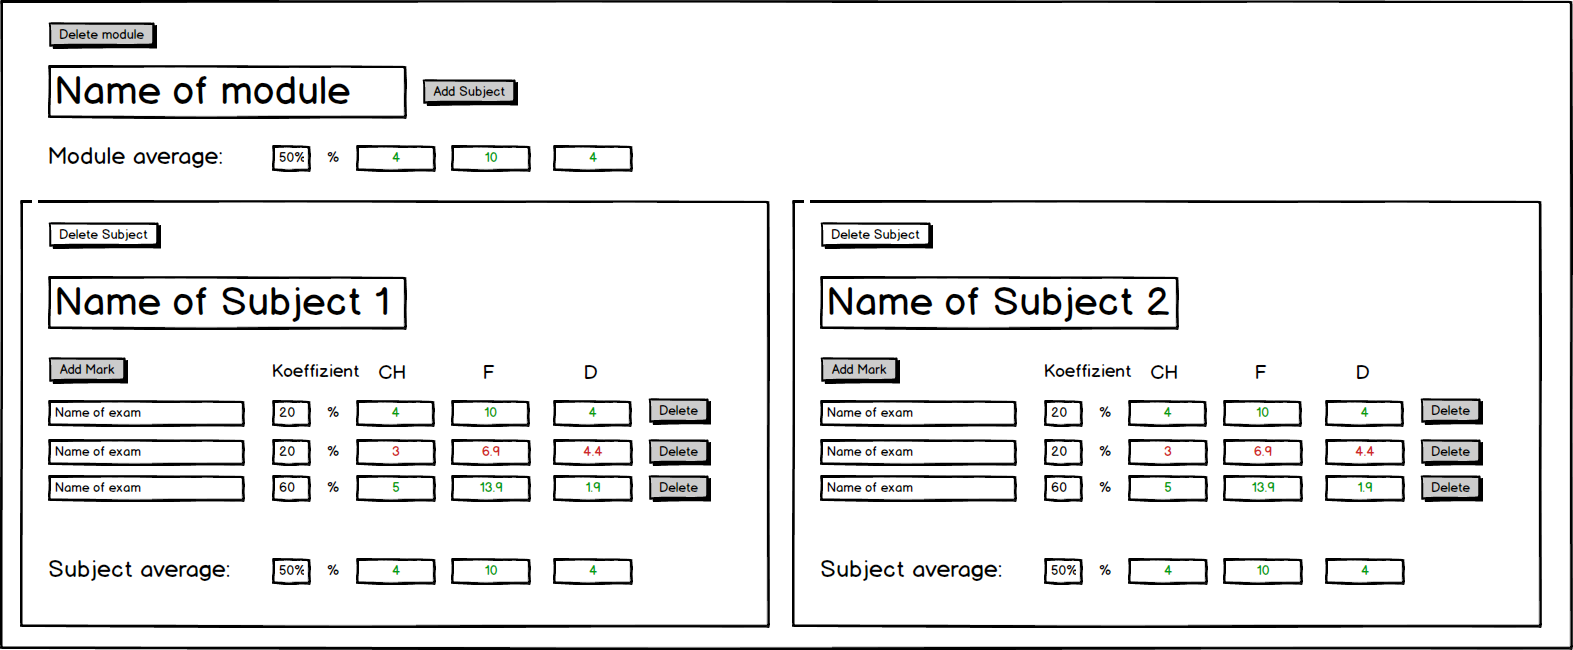 Delete module
Name of module Add Subject
Module average: 50% % 4 10 4
Delete Subject
Name of Subject 1
Add Mark Koeffizient CH F D
Name of exam 20 % 4 10 4 Delete
Name of exam 20 % 3 6.9 4.4 Delete
Name of exam 60 % 5 13.9 1.9 Delete
Subject average: 50% % 4 10 4
Delete Subject
Name of Subject 2
Add Mark Koeffizient CH F D
Name of exam 20 % 4 10 4 Delete
Name of exam 20 % 3 6.9 4.4 Delete
Name of exam 60 % 5 13.9 1.9 Delete
Subject average: 50% % 4 10 4